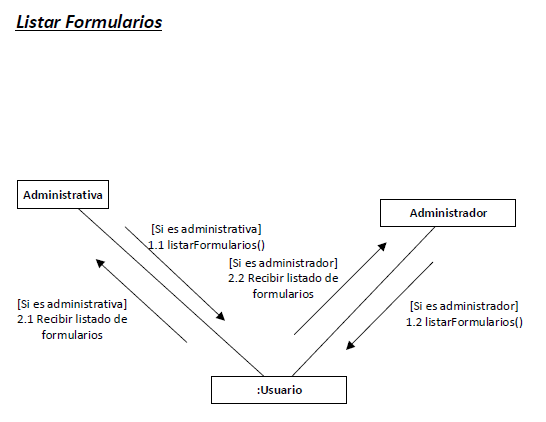 Listar Formularios
Administrativa
Administrador
[Si es administrativa]
1.1 listarFormularios()
[Si es administrador]
2.2 Recibir listado de
formularios
[Si es administrativa]
2.1 Recibir listado de
formularios
[Si es administrador]
1.2 listarFormularios()
:Usuario